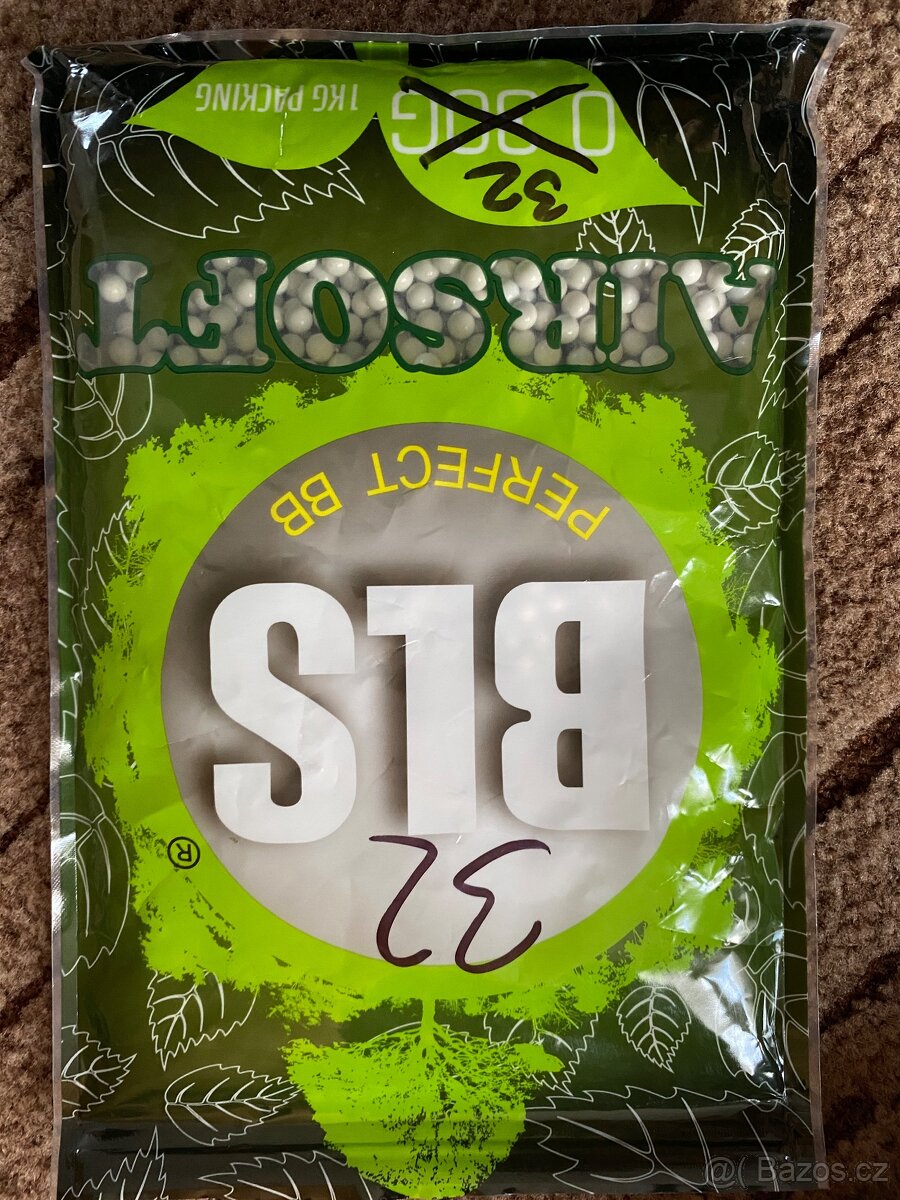 32
®
BLS
PERFECT BB
AIRSOFT
32
1KG PACKING
@( Bazos.cz